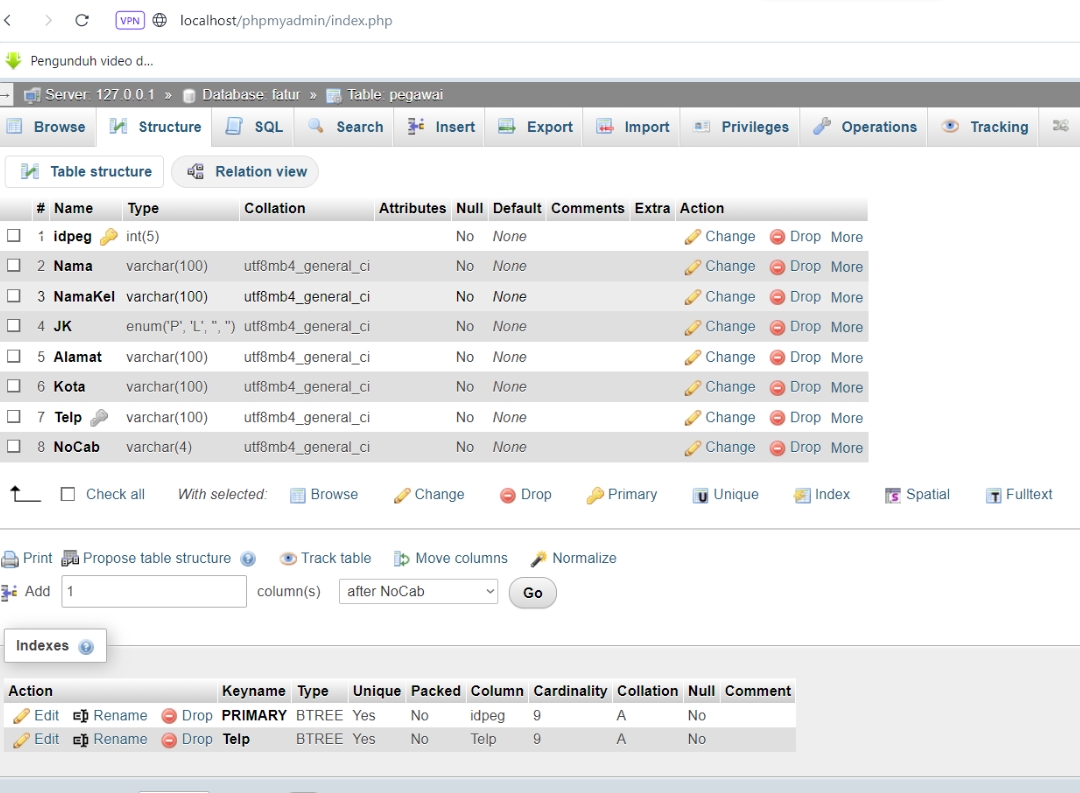 VPN localhost/phpmyadmin/index.php
Pengunduh video d...
Server: 127.0.0.1 » Database: fatur » Table: pegawai
Browse Structure SQL Search Insert Export Import Privileges Operations Tracking
Table structure Relation view
# Name Type Collation Attributes Null Default Comments Extra Action
1 idpeg int(5) No None Change Drop More
2 Nama varchar(100) utf8mb4_general_ci No None Change Drop More
3 NamaKel varchar(100) utf8mb4_general_ci No None Change Drop More
4 JK enum('P', 'L', '', '') utf8mb4_general_ci No None Change Drop More
5 Alamat varchar(100) utf8mb4_general_ci No None Change Drop More
6 Kota varchar(100) utf8mb4_general_ci No None Change Drop More
7 Telp varchar(100) utf8mb4_general_ci No None Change Drop More
8 NoCab varchar(4) utf8mb4_general_ci No None Change Drop More
Check all With selected: Browse Change Drop Primary Unique Index Spatial Fulltext
Print Propose table structure Track table Move columns Normalize
Add 1 column(s) after NoCab Go
Indexes
Action Keyname Type Unique Packed Column Cardinality Collation Null Comment
Edit Rename Drop PRIMARY BTREE Yes No idpeg 9 A No
Edit Rename Drop Telp BTREE Yes No Telp 9 A No